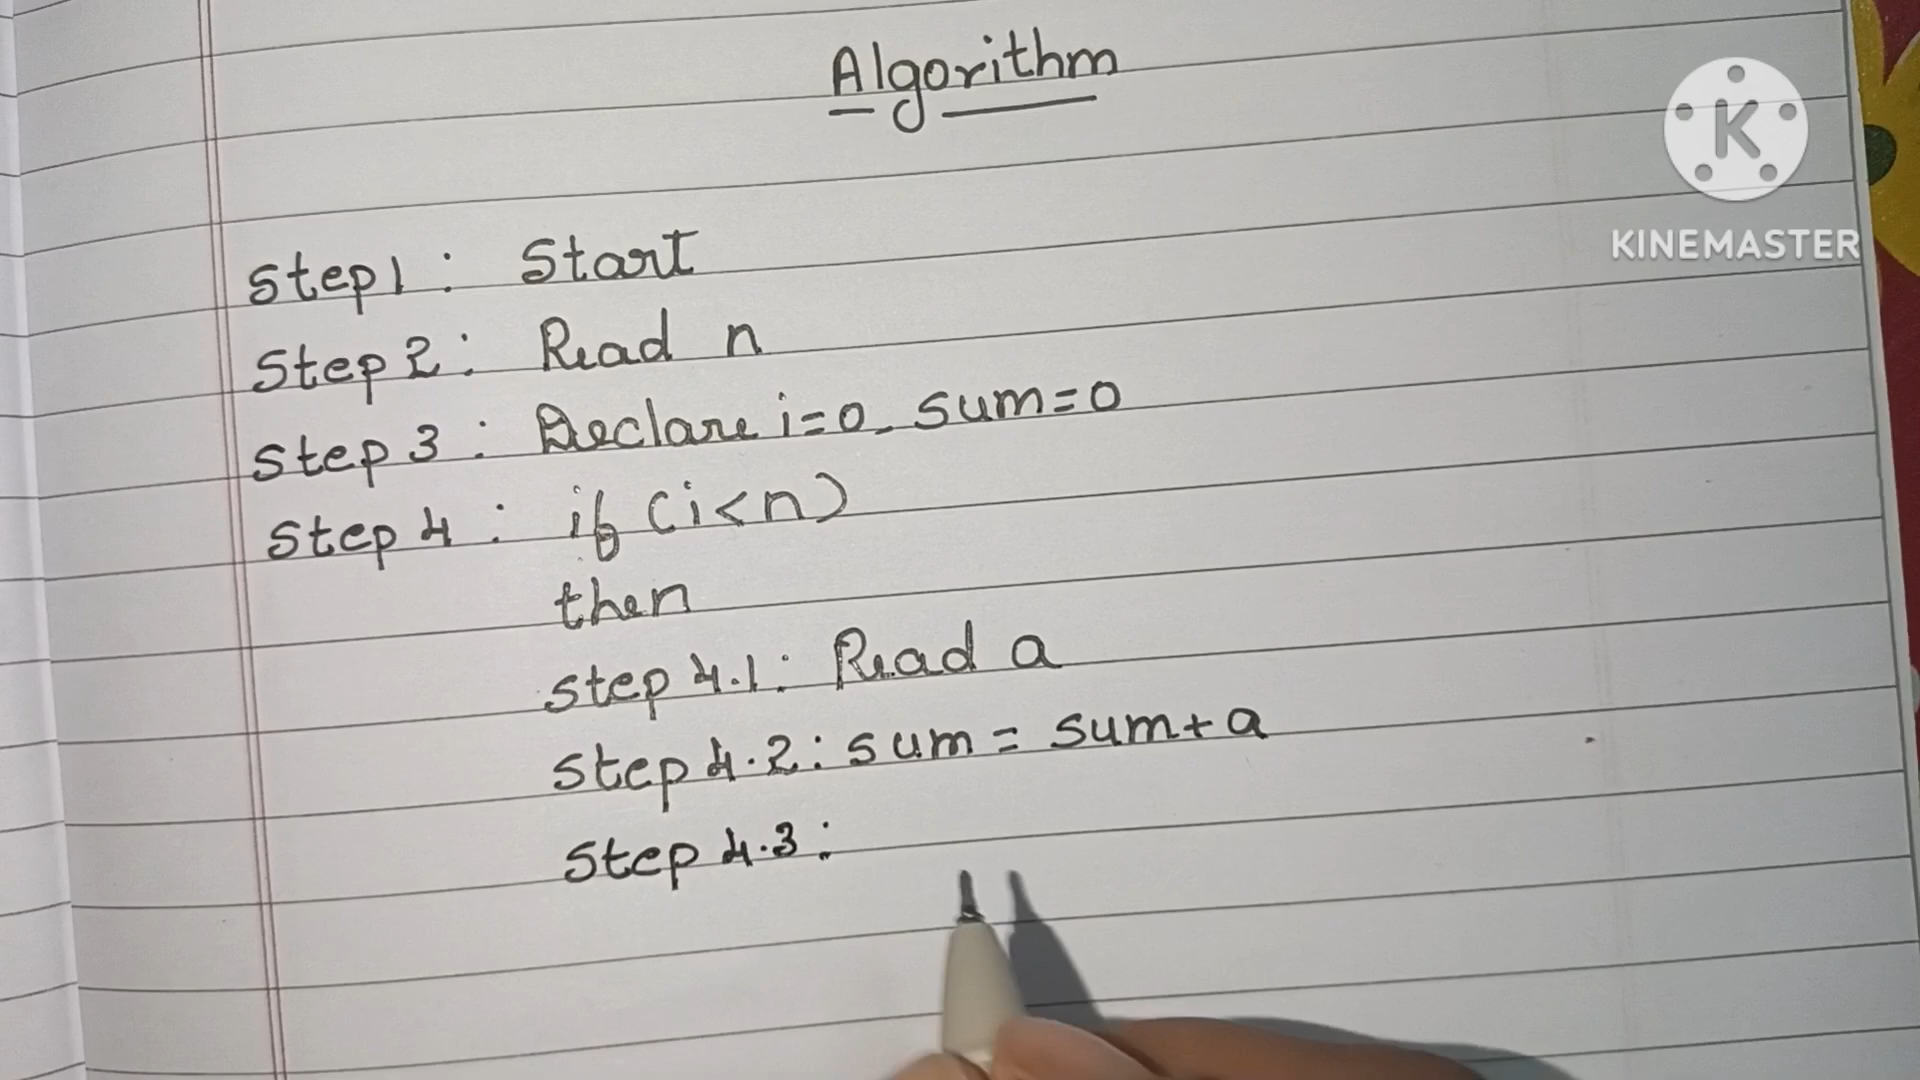 Algorithm
K
KINEMASTER
Step1 : Start
Step 2 : Read n
Step 3 : Declare i=0, sum=0
Step 4 : if (i<n)
then
Step 4.1 : Read a
Step 4.2 : sum = sum+a
Step 4.3 :